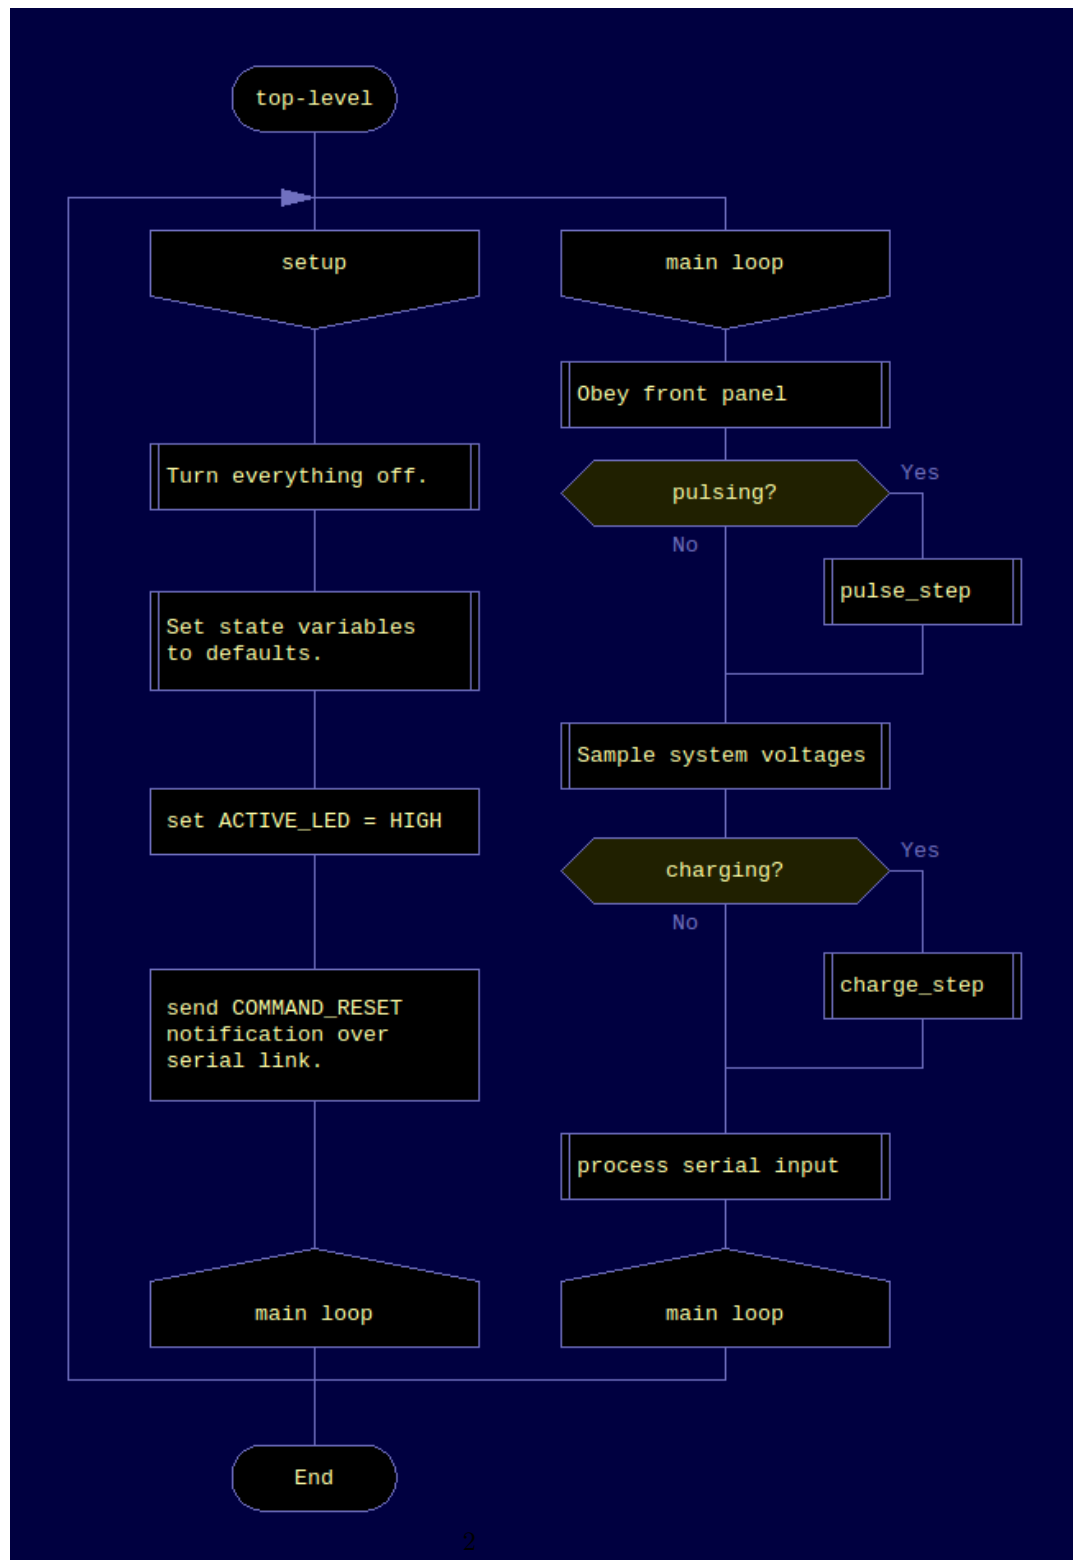 top-level
setup
Turn everything off.
Set state variables
to defaults.
set ACTIVE_LED = HIGH
send COMMAND_RESET
notification over
serial link.
main loop
main loop
Obey front panel
pulsing?
Yes
No
pulse_step
Sample system voltages
charging?
Yes
No
charge_step
process serial input
main loop
End
2